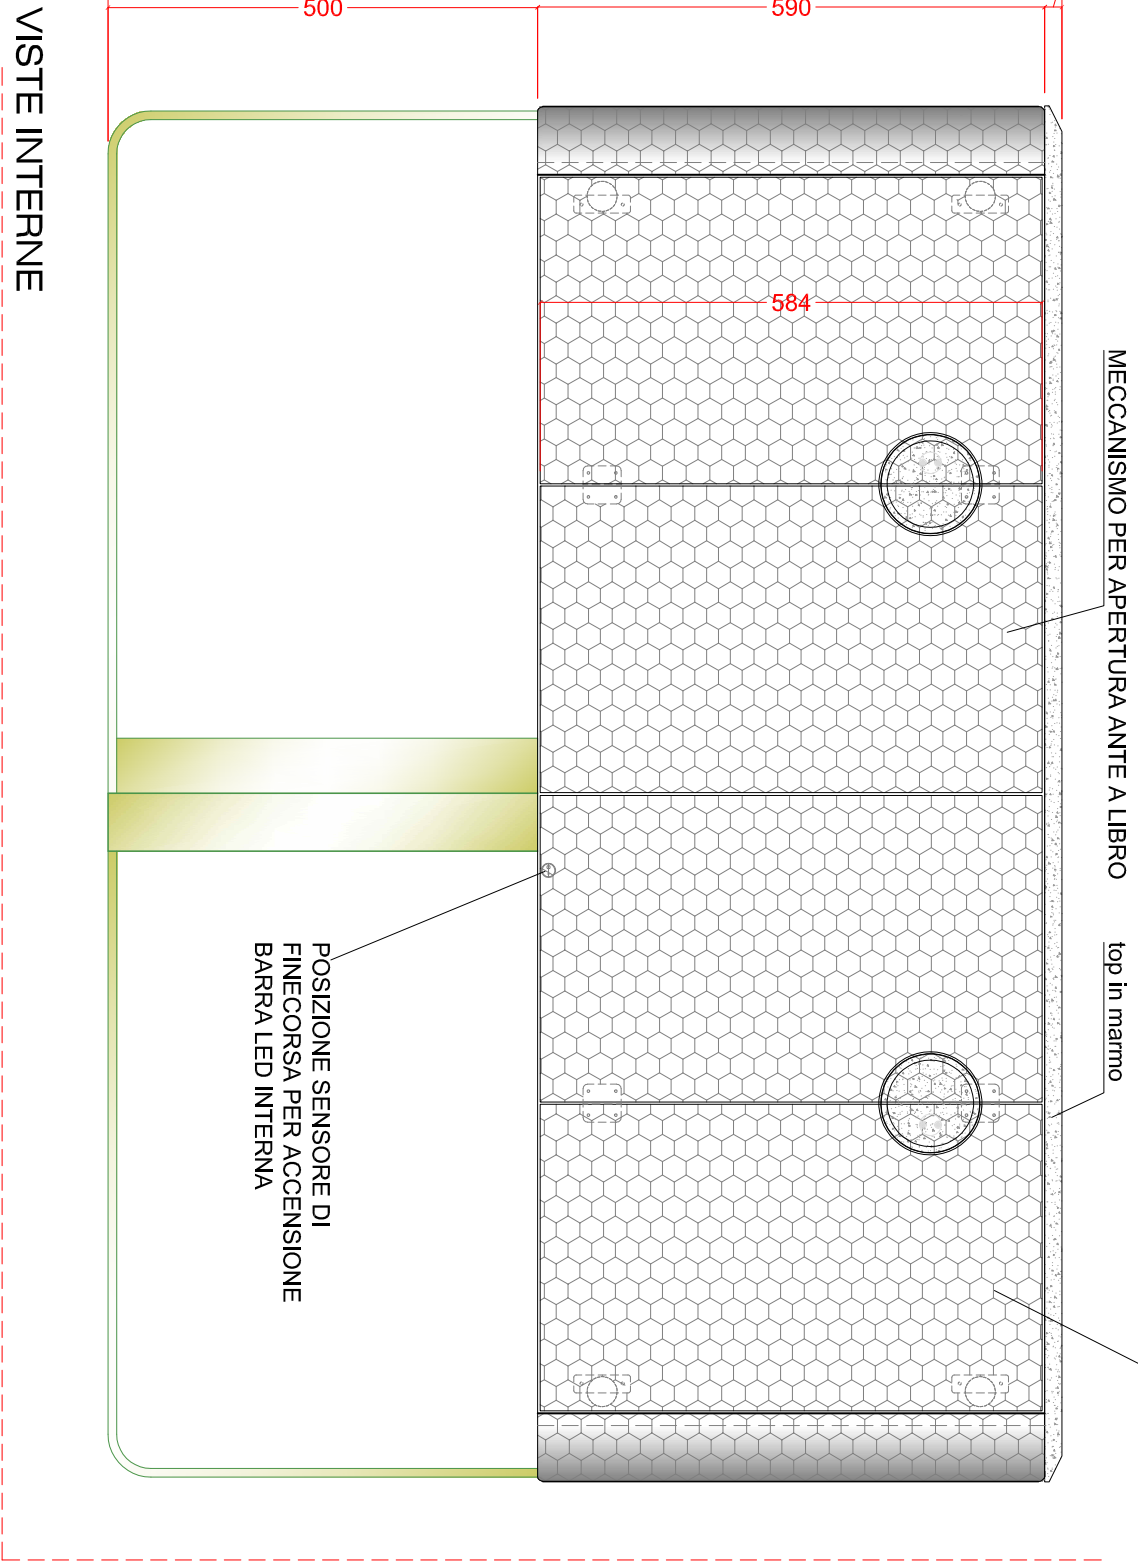 MECCANISMO PER APERTURA ANTE A LIBRO
top in marmo
500
590
584
POSIZIONE SENSORE DI
FINECORSA PER ACCENSIONE
BARRA LED INTERNA
VISTE INTERNE